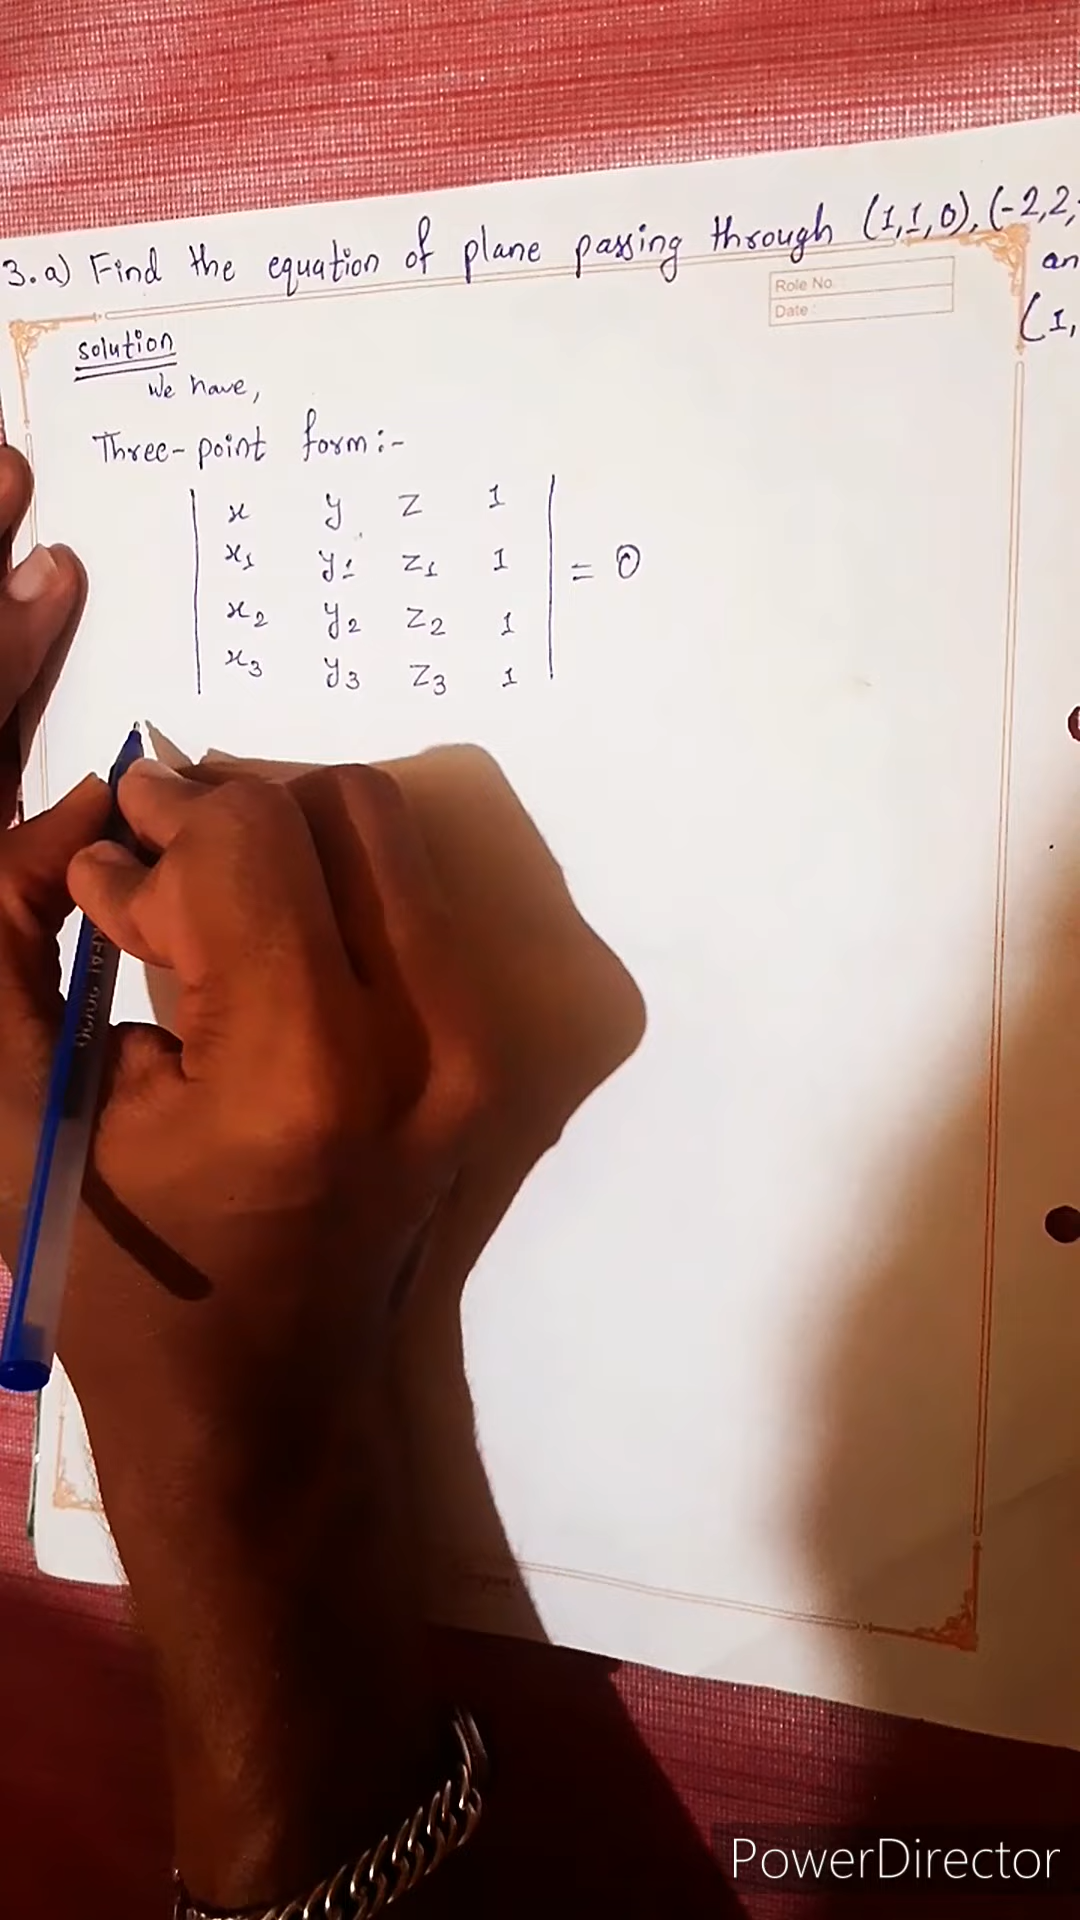 3. a) Find the equation of plane passing through (1,1,0), (-2,2,
an
(1,
Role No.
Date :
solution
We have,
Three-point form:-
x y z 1
x1 y1 z1 1
x2 y2 z2 1
x3 y3 z3 1
= 0
PowerDirector